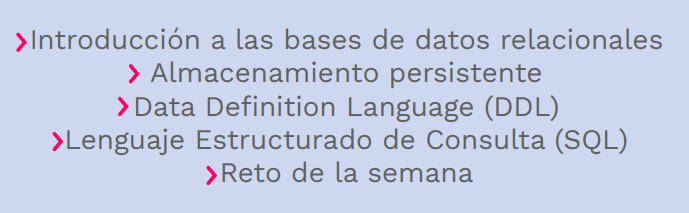 Introducción a las bases de datos relacionales
Almacenamiento persistente
Data Definition Language (DDL)
Lenguaje Estructurado de Consulta (SQL)
Reto de la semana